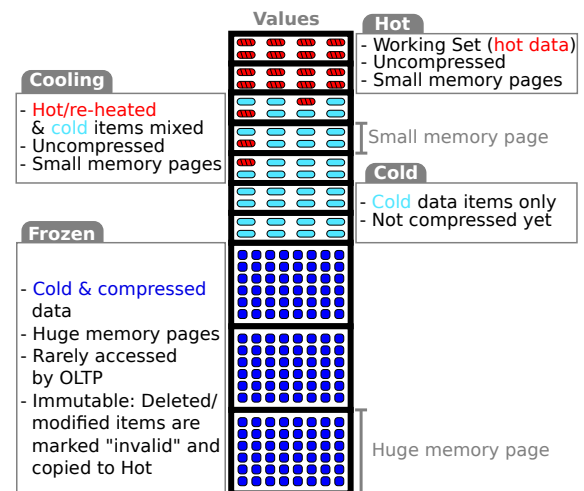 Values
Hot
- Working Set (hot data)
- Uncompressed
- Small memory pages
Cooling
- Hot/re-heated
& cold items mixed
- Uncompressed
- Small memory pages
Small memory page
Cold
- Cold data items only
- Not compressed yet
Frozen
- Cold & compressed
data
- Huge memory pages
- Rarely accessed
by OLTP
- Immutable: Deleted/
modified items are
marked "invalid" and
copied to Hot
Huge memory page